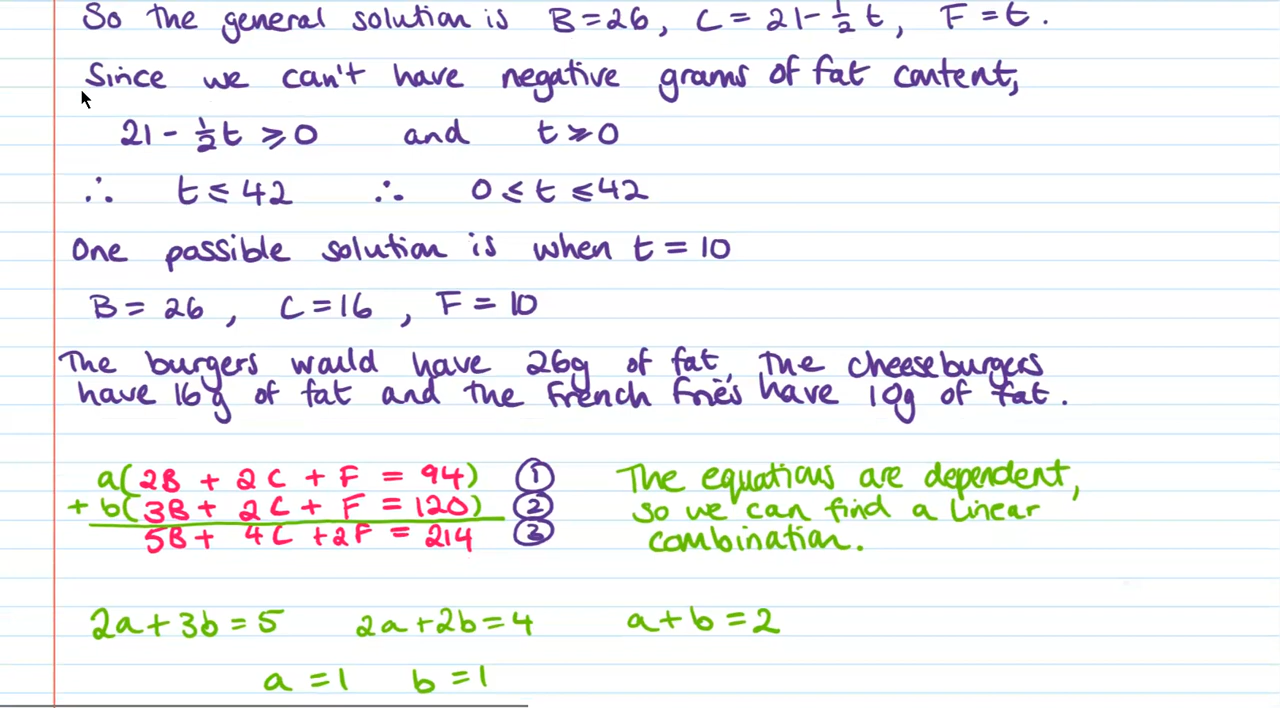 So the general solution is B = 26, C = 21 - ½t, F = t.
Since we can't have negative grams of fat content,
21 - ½t ⩾ 0 and t ⩾ 0
∴ t ⩽ 42 ∴ 0 ⩽ t ⩽ 42
One possible solution is when t = 10
B = 26, C = 16, F = 10
The burgers would have 26g of fat, the cheeseburgers
have 16g of fat and the French Fries have 10g of fat.
a(2B + 2C + F = 94) ① The equations are dependent,
+ b(3B + 2C + F = 120) ② so we can find a linear
5B + 4C + 2F = 214 ③ combination.
2a + 3b = 5 2a + 2b = 4 a + b = 2
a = 1 b = 1